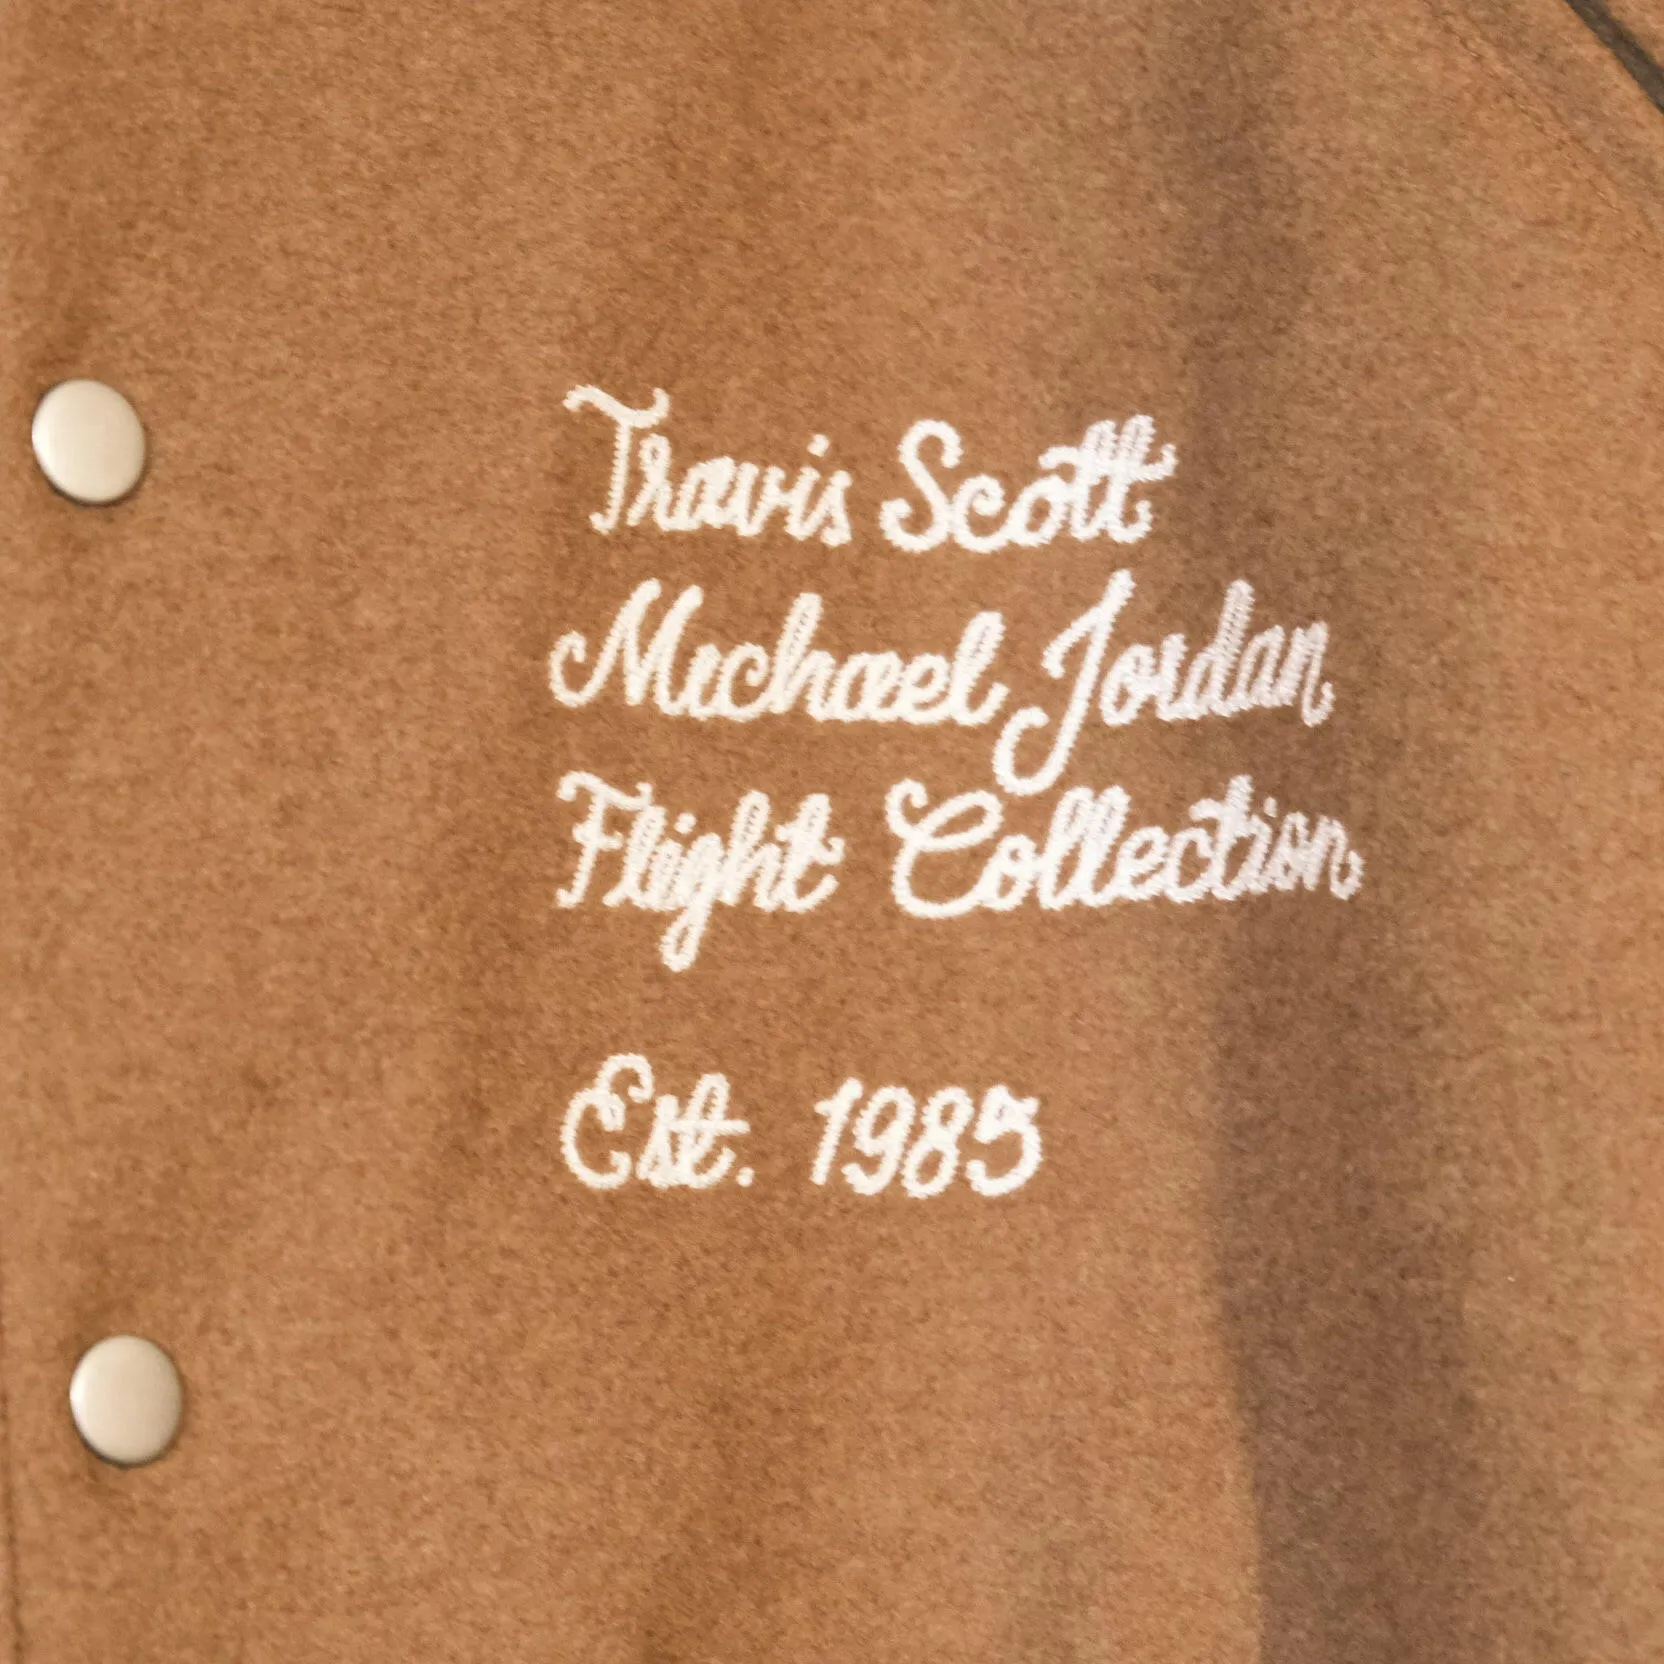 Travis Scott
Michael Jordan
Flight Collection
Est. 1985